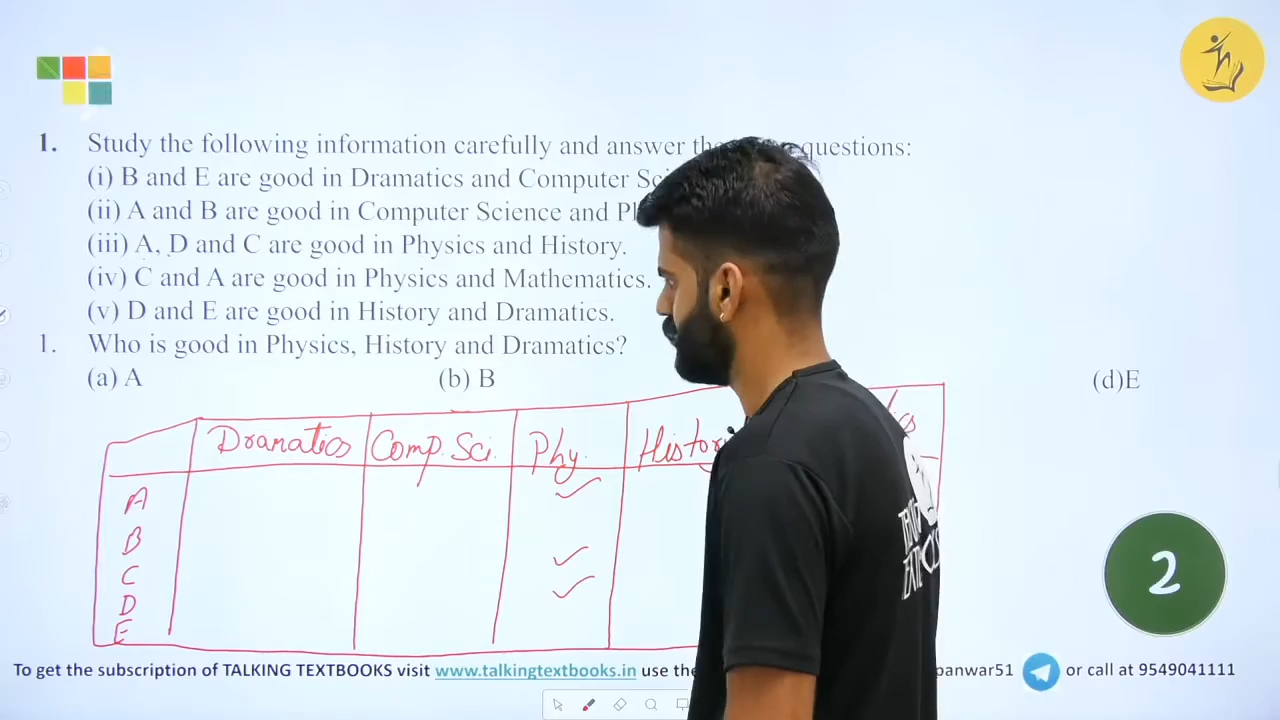 1. Study the following information carefully and answer the questions:
(i) B and E are good in Dramatics and Computer
(ii) A and B are good in Computer Science and
(iii) A, D and C are good in Physics and History.
(iv) C and A are good in Physics and Mathematics.
(v) D and E are good in History and Dramatics.
1. Who is good in Physics, History and Dramatics?
(a) A (b) B (d)E
Dramatics Comp. Sci. Phy. History
A
B
C
D
E
2
To get the subscription of TALKING TEXTBOOKS visit www.talkingtextbooks.in use the panwar51 or call at 9549041111